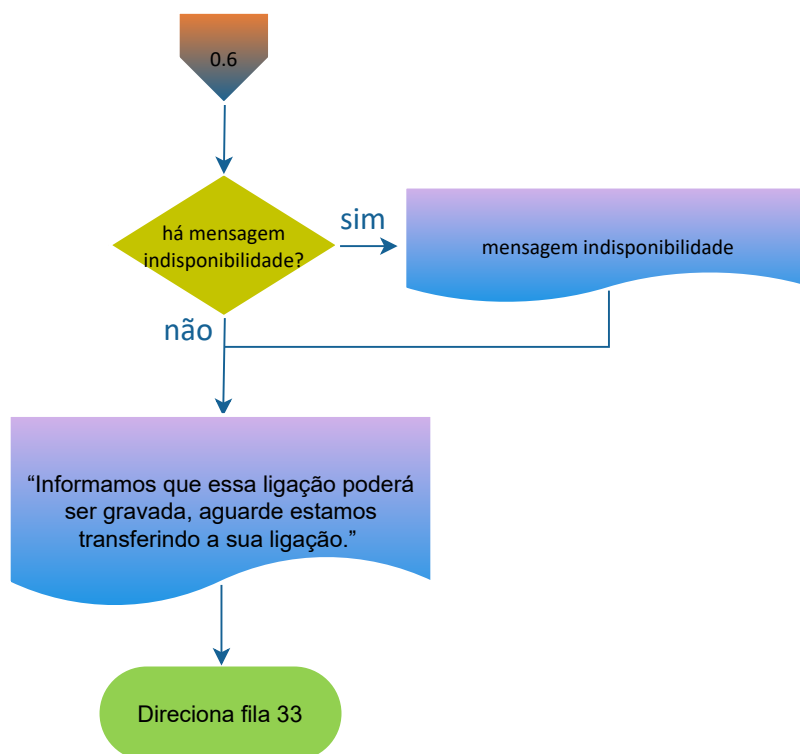 0.6
há mensagem
indisponibilidade?
sim
mensagem indisponibilidade
não
“Informamos que essa ligação poderá
ser gravada, aguarde estamos
transferindo a sua ligação.”
Direciona fila 33